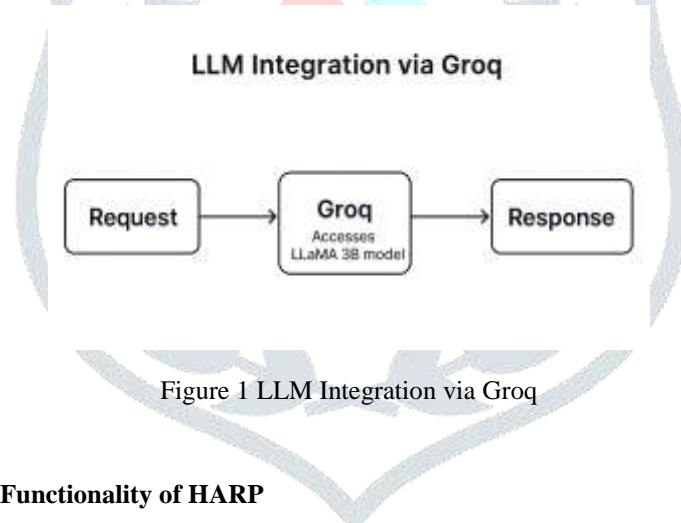 LLM Integration via Groq
Request
Groq
Accesses
LLaMA 3B model
Response
Figure 1 LLM Integration via Groq
Functionality of HARP